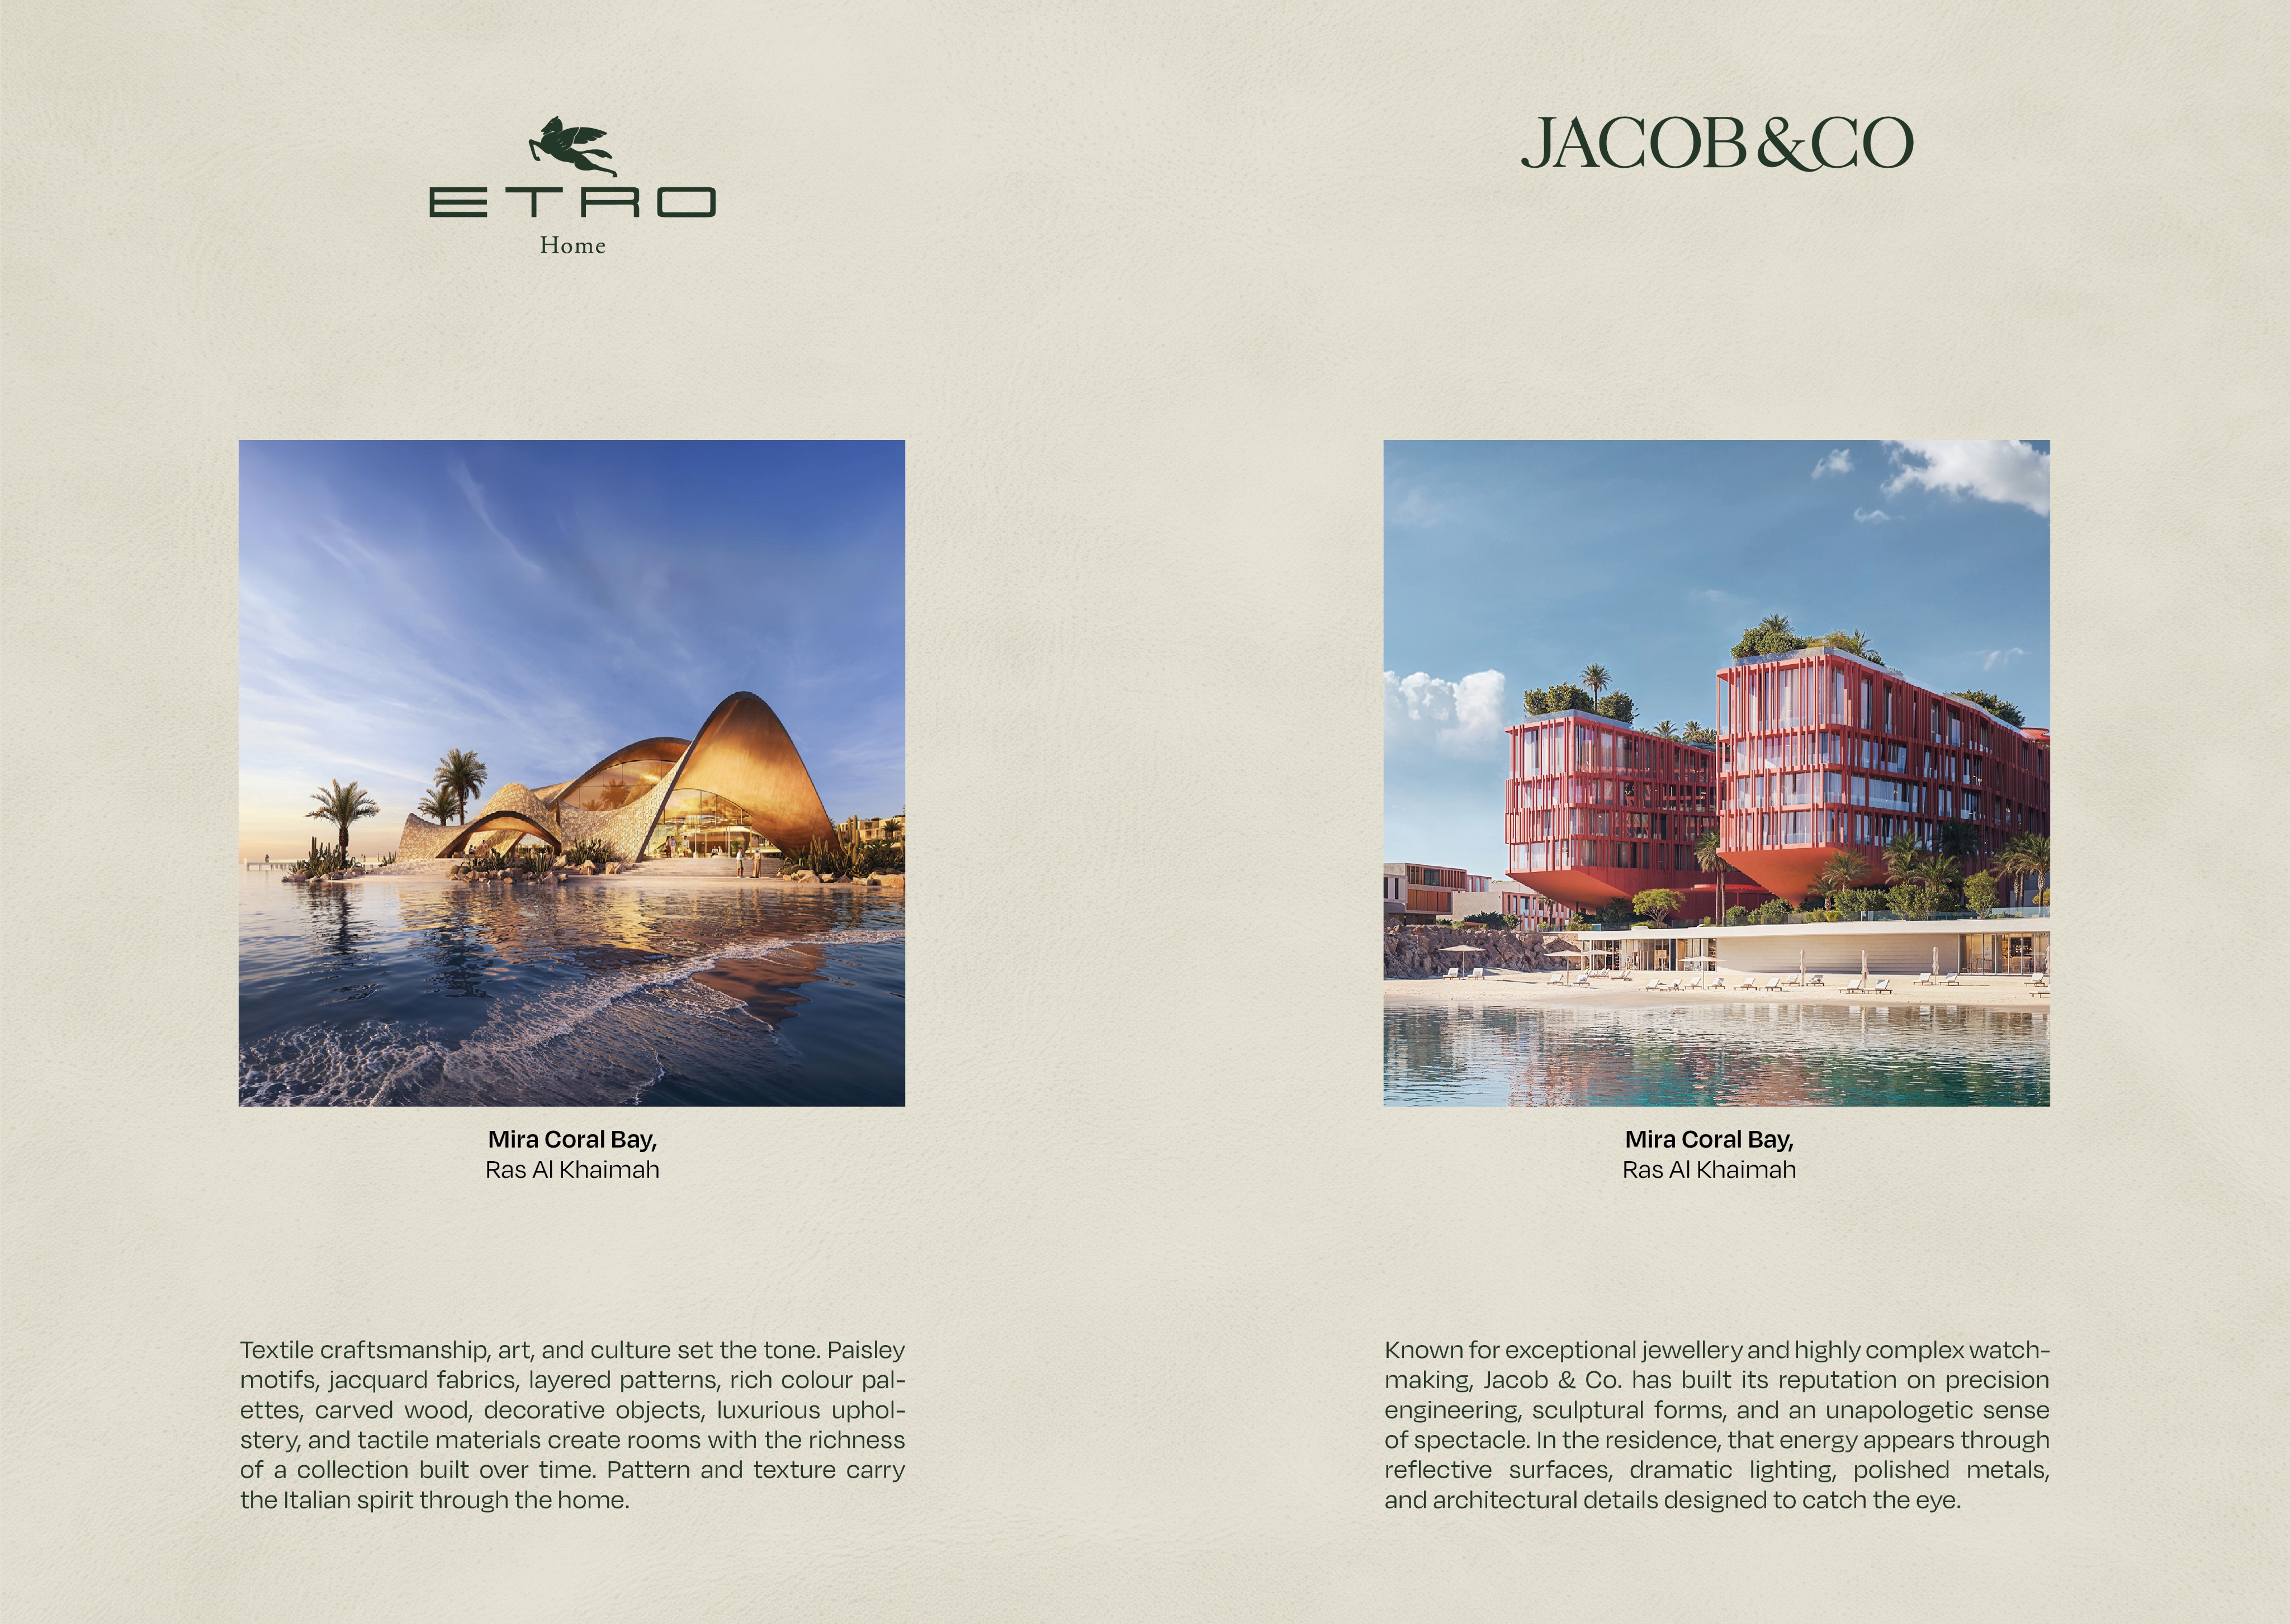 ETRO
Home
Mira Coral Bay,
Ras Al Khaimah
Textile craftsmanship, art, and culture set the tone. Paisley
motifs, jacquard fabrics, layered patterns, rich colour pal-
ettes, carved wood, decorative objects, luxurious uphol-
stery, and tactile materials create rooms with the richness
of a collection built over time. Pattern and texture carry
the Italian spirit through the home.
JACOB & CO
Mira Coral Bay,
Ras Al Khaimah
Known for exceptional jewellery and highly complex watch-
making, Jacob & Co. has built its reputation on precision
engineering, sculptural forms, and an unapologetic sense
of spectacle. In the residence, that energy appears through
reflective surfaces, dramatic lighting, polished metals,
and architectural details designed to catch the eye.